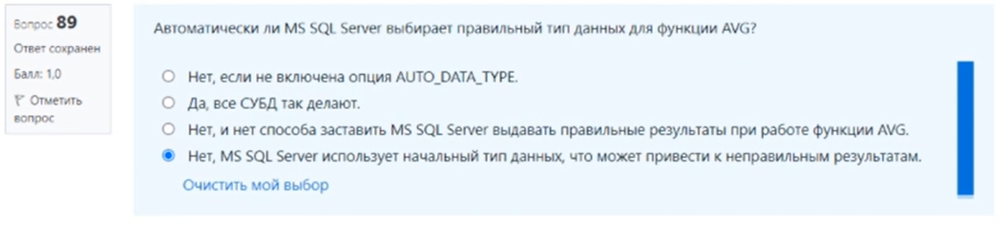 Вопрос 89
Ответ сохранен
Балл: 1,0
Отметить
вопрос
Автоматически ли MS SQL Server выбирает правильный тип данных для функции AVG?
Нет, если не включена опция AUTO_DATA_TYPE.
Да, все СУБД так делают.
Нет, и нет способа заставить MS SQL Server выдавать правильные результаты при работе функции AVG.
Нет, MS SQL Server использует начальный тип данных, что может привести к неправильным результатам.
Очистить мой выбор